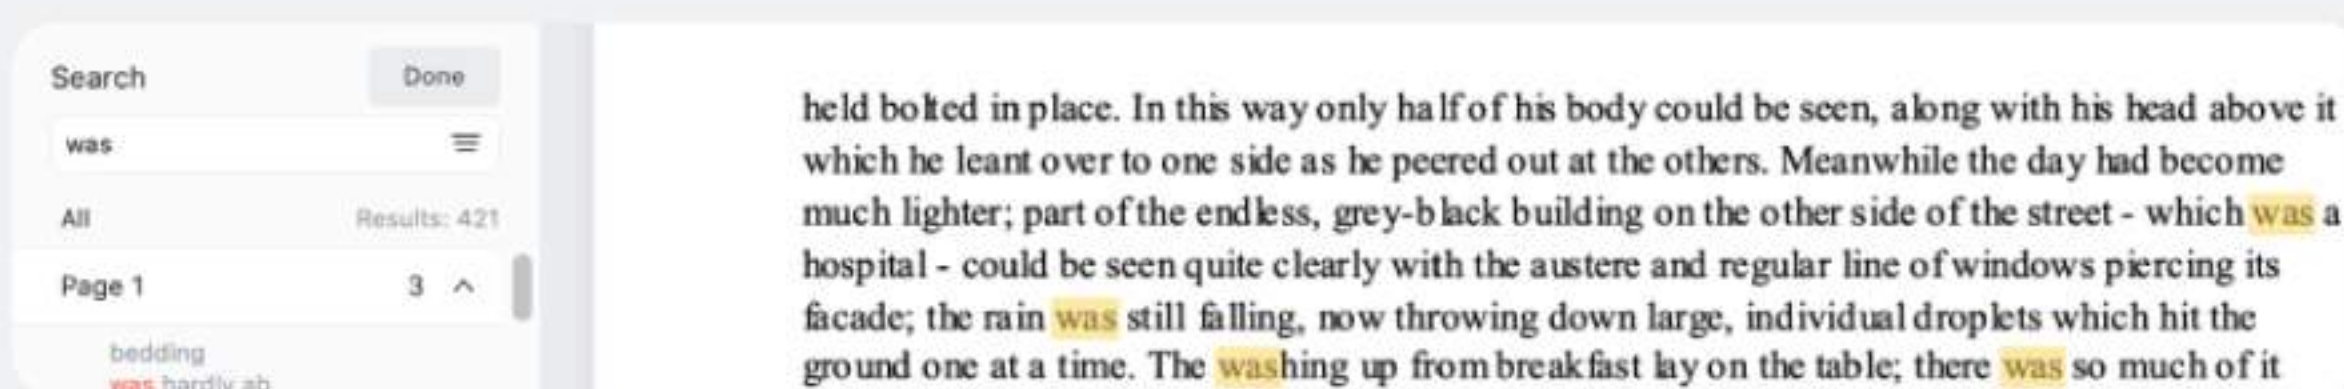 Search
Done
was
All
Results: 421
Page 1
3
bedding
was hardly ab
held bolted in place. In this way only half of his body could be seen, along with his head above it
which he leant over to one side as he peered out at the others. Meanwhile the day had become
much lighter; part of the endless, grey-black building on the other side of the street - which was a
hospital - could be seen quite clearly with the austere and regular line of windows piercing its
facade; the rain was still falling, now throwing down large, individual droplets which hit the
ground one at a time. The washing up from breakfast lay on the table; there was so much of it